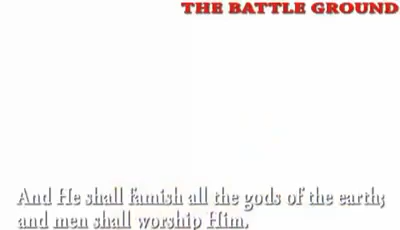 THE BATTLE GROUND
And He shall famish all the gods of the earth;
and men shall worship Him.